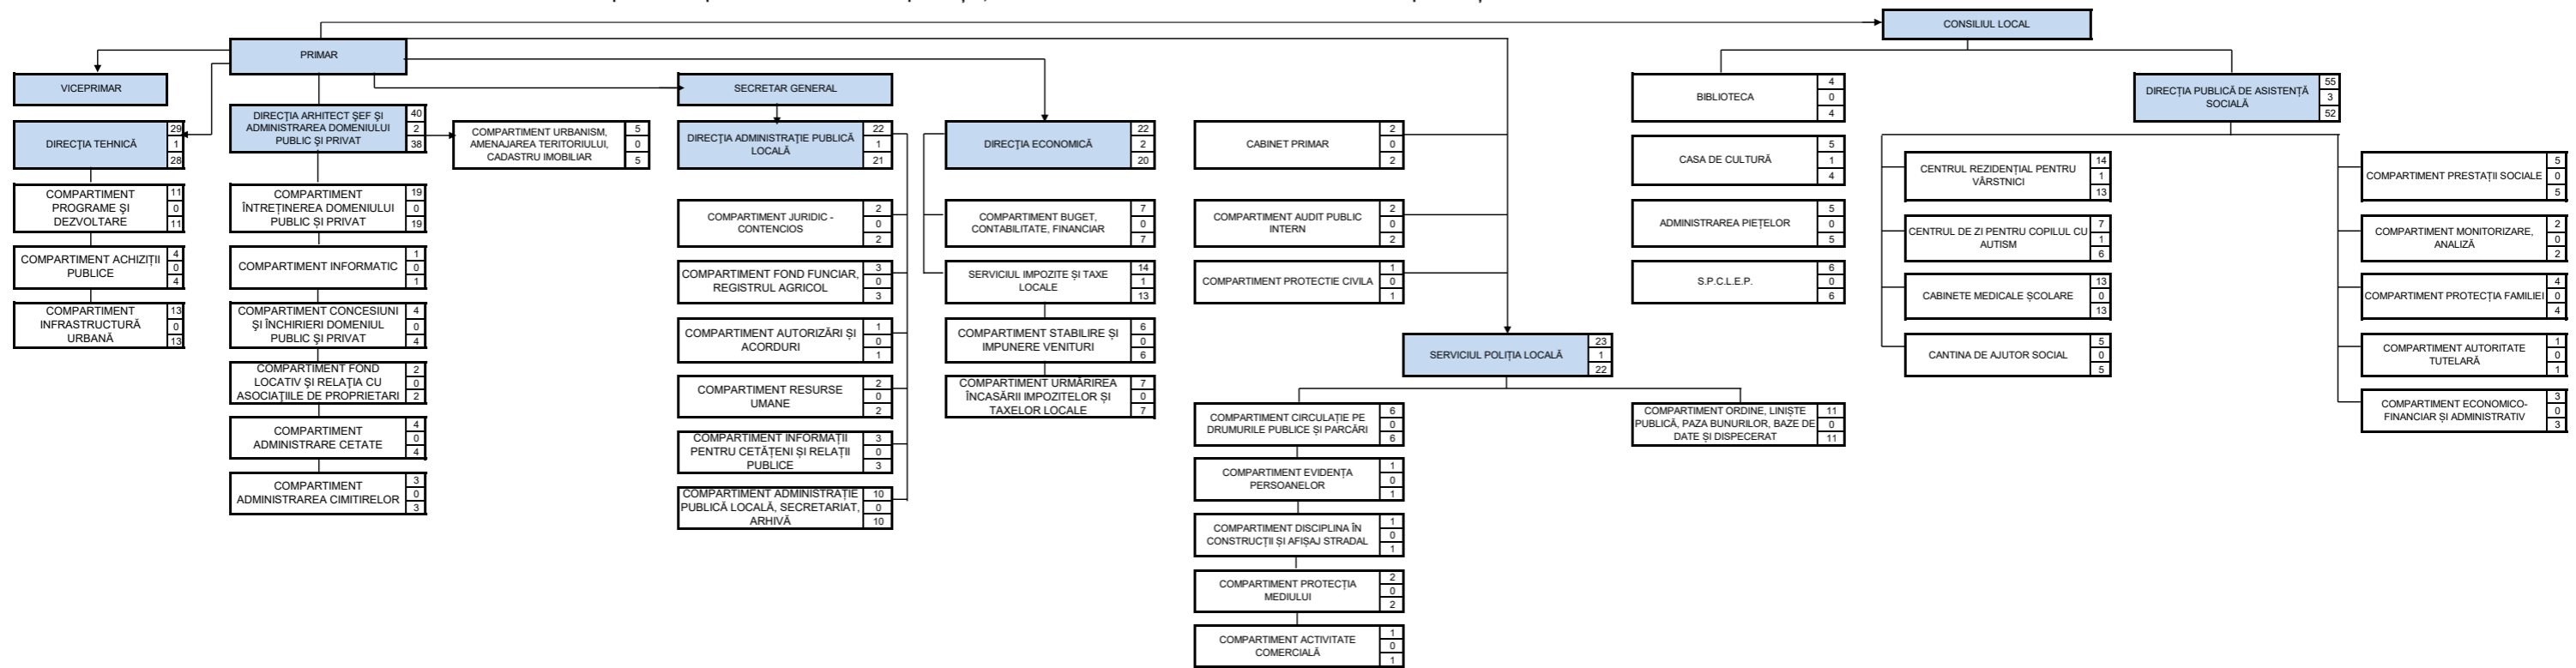 CONSILIUL LOCAL
PRIMAR
VICEPRIMAR
SECRETAR GENERAL
DIRECŢIA TEHNICĂ
29
1
28
COMPARTIMENT
PROGRAME ŞI
DEZVOLTARE
11
0
11
COMPARTIMENT ACHIZIŢII
PUBLICE
4
0
4
COMPARTIMENT
INFRASTRUCTURĂ
URBANĂ
13
0
13
DIRECŢIA ARHITECT ŞEF ŞI
ADMINISTRAREA DOMENIULUI
PUBLIC ŞI PRIVAT
40
2
38
COMPARTIMENT URBANISM,
AMENAJAREA TERITORIULUI,
CADASTRU IMOBILIAR
5
0
5
COMPARTIMENT
ÎNTREȚINEREA DOMENIULUI
PUBLIC ȘI PRIVAT
19
0
19
COMPARTIMENT INFORMATIC
1
0
1
COMPARTIMENT CONCESIUNI
ŞI ÎNCHIRIERI DOMENIUL
PUBLIC ŞI PRIVAT
4
0
4
COMPARTIMENT FOND
LOCATIV ŞI RELAŢIA CU
ASOCIAŢIILE DE PROPRIETARI
2
0
2
COMPARTIMENT
ADMINISTRARE CETATE
4
0
4
COMPARTIMENT
ADMINISTRAREA CIMITIRELOR
3
0
3
DIRECŢIA ADMINISTRAŢIE PUBLICĂ
LOCALĂ
22
1
21
COMPARTIMENT JURIDIC -
CONTENCIOS
2
0
2
COMPARTIMENT FOND FUNCIAR,
REGISTRUL AGRICOL
3
0
3
COMPARTIMENT AUTORIZĂRI ȘI
ACORDURI
1
0
1
COMPARTIMENT RESURSE
UMANE
2
0
2
COMPARTIMENT INFORMAȚII
PENTRU CETĂȚENI ȘI RELAȚII
PUBLICE
3
0
3
COMPARTIMENT ADMINISTRAȚIE
PUBLICĂ LOCALĂ, SECRETARIAT,
ARHIVĂ
10
0
10
DIRECŢIA ECONOMICĂ
22
2
20
COMPARTIMENT BUGET,
CONTABILITATE, FINANCIAR
7
0
7
SERVICIUL IMPOZITE ȘI TAXE
LOCALE
14
1
13
COMPARTIMENT STABILIRE ȘI
IMPUNERE VENITURI
6
0
6
COMPARTIMENT URMĂRIREA
ÎNCASĂRII IMPOZITELOR ȘI
TAXELOR LOCALE
7
0
7
CABINET PRIMAR
2
0
2
COMPARTIMENT AUDIT PUBLIC
INTERN
2
0
2
COMPARTIMENT PROTECTIE CIVILA
1
0
1
SERVICIUL POLIȚIA LOCALĂ
23
1
22
COMPARTIMENT CIRCULAȚIE PE
DRUMURILE PUBLICE ȘI PARCĂRI
6
0
6
COMPARTIMENT EVIDENȚA
PERSOANELOR
1
0
1
COMPARTIMENT DISCIPLINA ÎN
CONSTRUCȚII ȘI AFIȘAJ STRADAL
1
0
1
COMPARTIMENT PROTECȚIA
MEDIULUI
2
0
2
COMPARTIMENT ACTIVITATE
COMERCIALĂ
1
0
1
COMPARTIMENT ORDINE, LINIȘTE
PUBLICĂ, PAZA BUNURILOR, BAZE DE
DATE ȘI DISPECERAT
11
0
11
BIBLIOTECA
4
0
4
CASA DE CULTURĂ
5
1
4
ADMINISTRAREA PIEȚELOR
5
0
5
S.P.C.L.E.P.
6
0
6
DIRECȚIA PUBLICĂ DE ASISTENȚĂ
SOCIALĂ
55
3
52
CENTRUL REZIDENȚIAL PENTRU
VÂRSTNICI
14
1
13
CENTRUL DE ZI PENTRU COPILUL CU
AUTISM
7
1
6
CABINETE MEDICALE ȘCOLARE
13
0
13
CANTINA DE AJUTOR SOCIAL
5
0
5
COMPARTIMENT PRESTAȚII SOCIALE
5
0
5
COMPARTIMENT MONITORIZARE,
ANALIZĂ
2
0
2
COMPARTIMENT PROTECȚIA FAMILIEI
4
0
4
COMPARTIMENT AUTORITATE
TUTELARĂ
1
0
1
COMPARTIMENT ECONOMICO-
FINANCIAR ȘI ADMINISTRATIV
3
0
3